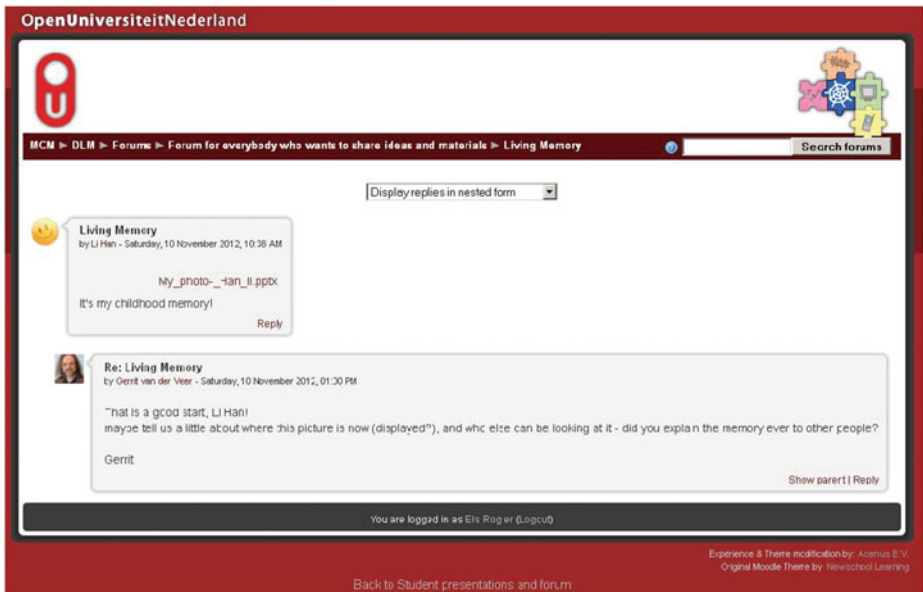 OpenUniversiteitNederland
MCM ► DLM ► Forums ► Forum for everybody who wants to share ideas and materials ► Living Memory
Search forums
Display replies in nested form
Living Memory
by Li Han - Saturday, 10 November 2012, 10:38 AM
It's my childhood memory!
Reply
Re: Living Memory
by Gerrit van der Veer - Saturday, 10 November 2012, 01:00 PM
That is a good start, Li Han!
maybe tell us a little about where this picture is now (displayed?), and who else can be looking at it - did you explain the memory ever to other people?
Gerrit
Show parent | Reply
You are logged in as Els Rogier (Logout)
Experience & Theme modification by: Acenius E.V.
Original Moodle Theme by Newschool Learning
Back to Student presentations and forum